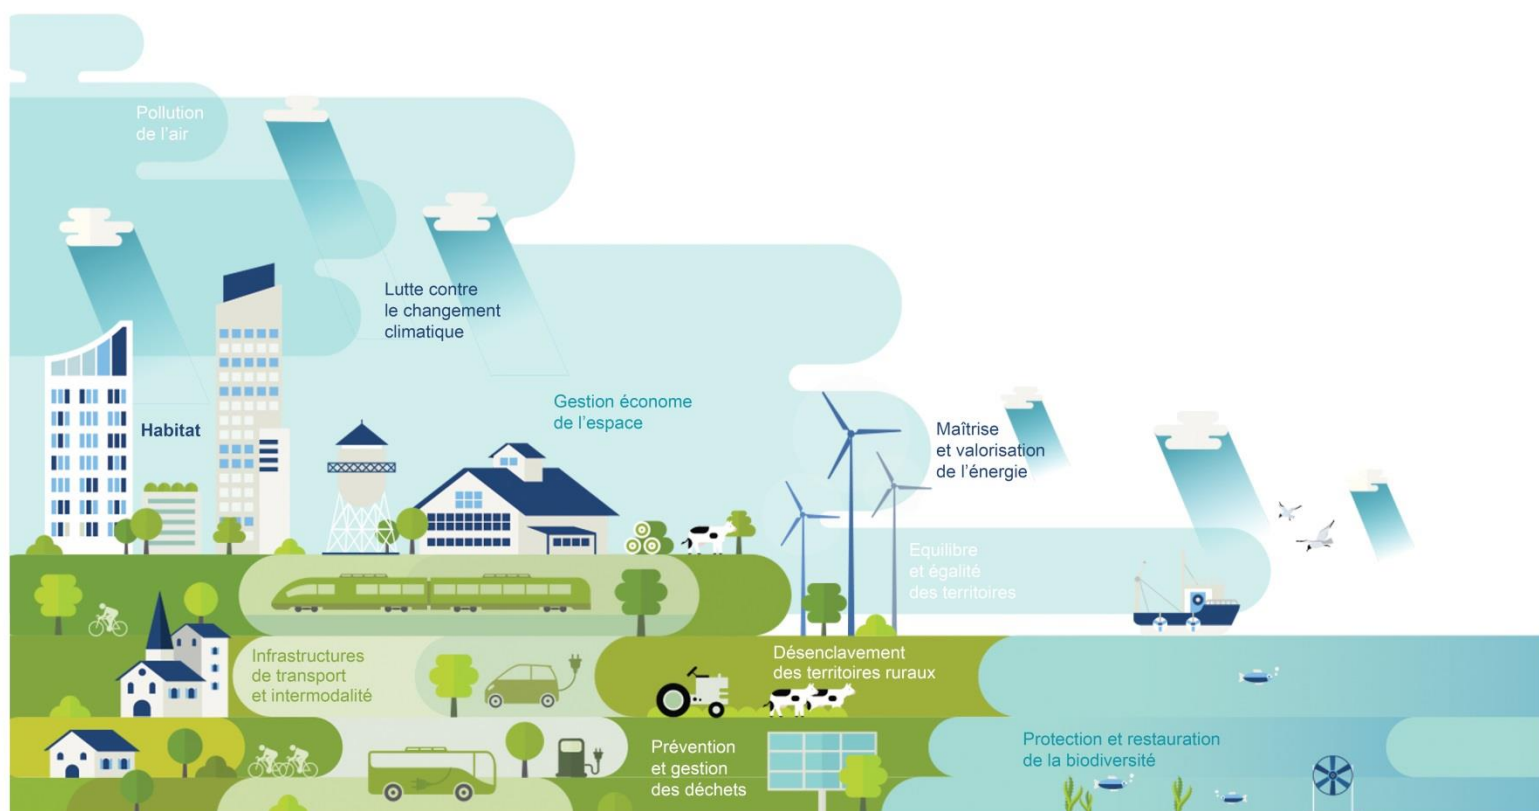 Pollution
de l'air
Lutte contre
le changement
climatique
Gestion économe
de l'espace
Habitat
Maîtrise
et valorisation
de l'énergie
Equilibre
et égalité
des territoires
Infrastructures
de transport
et intermodalité
Désenclavement
des territoires ruraux
Prévention
et gestion
des déchets
Protection et restauration
de la biodiversité